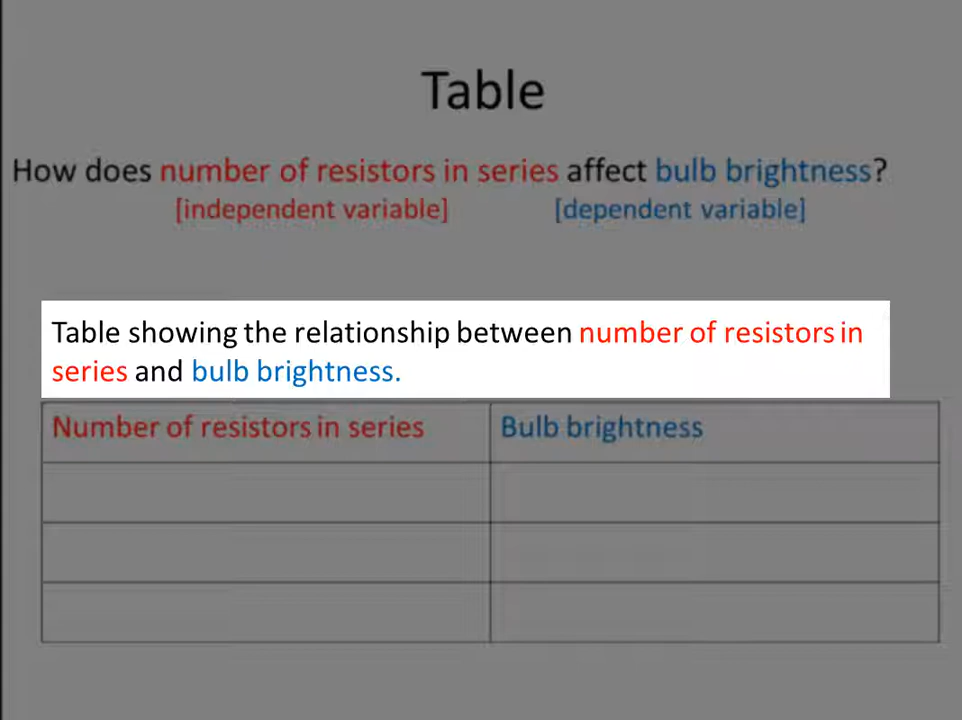 Table
How does number of resistors in series affect bulb brightness?
[independent variable] [dependent variable]
Table showing the relationship between number of resistors in
series and bulb brightness.
Number of resistors in series Bulb brightness